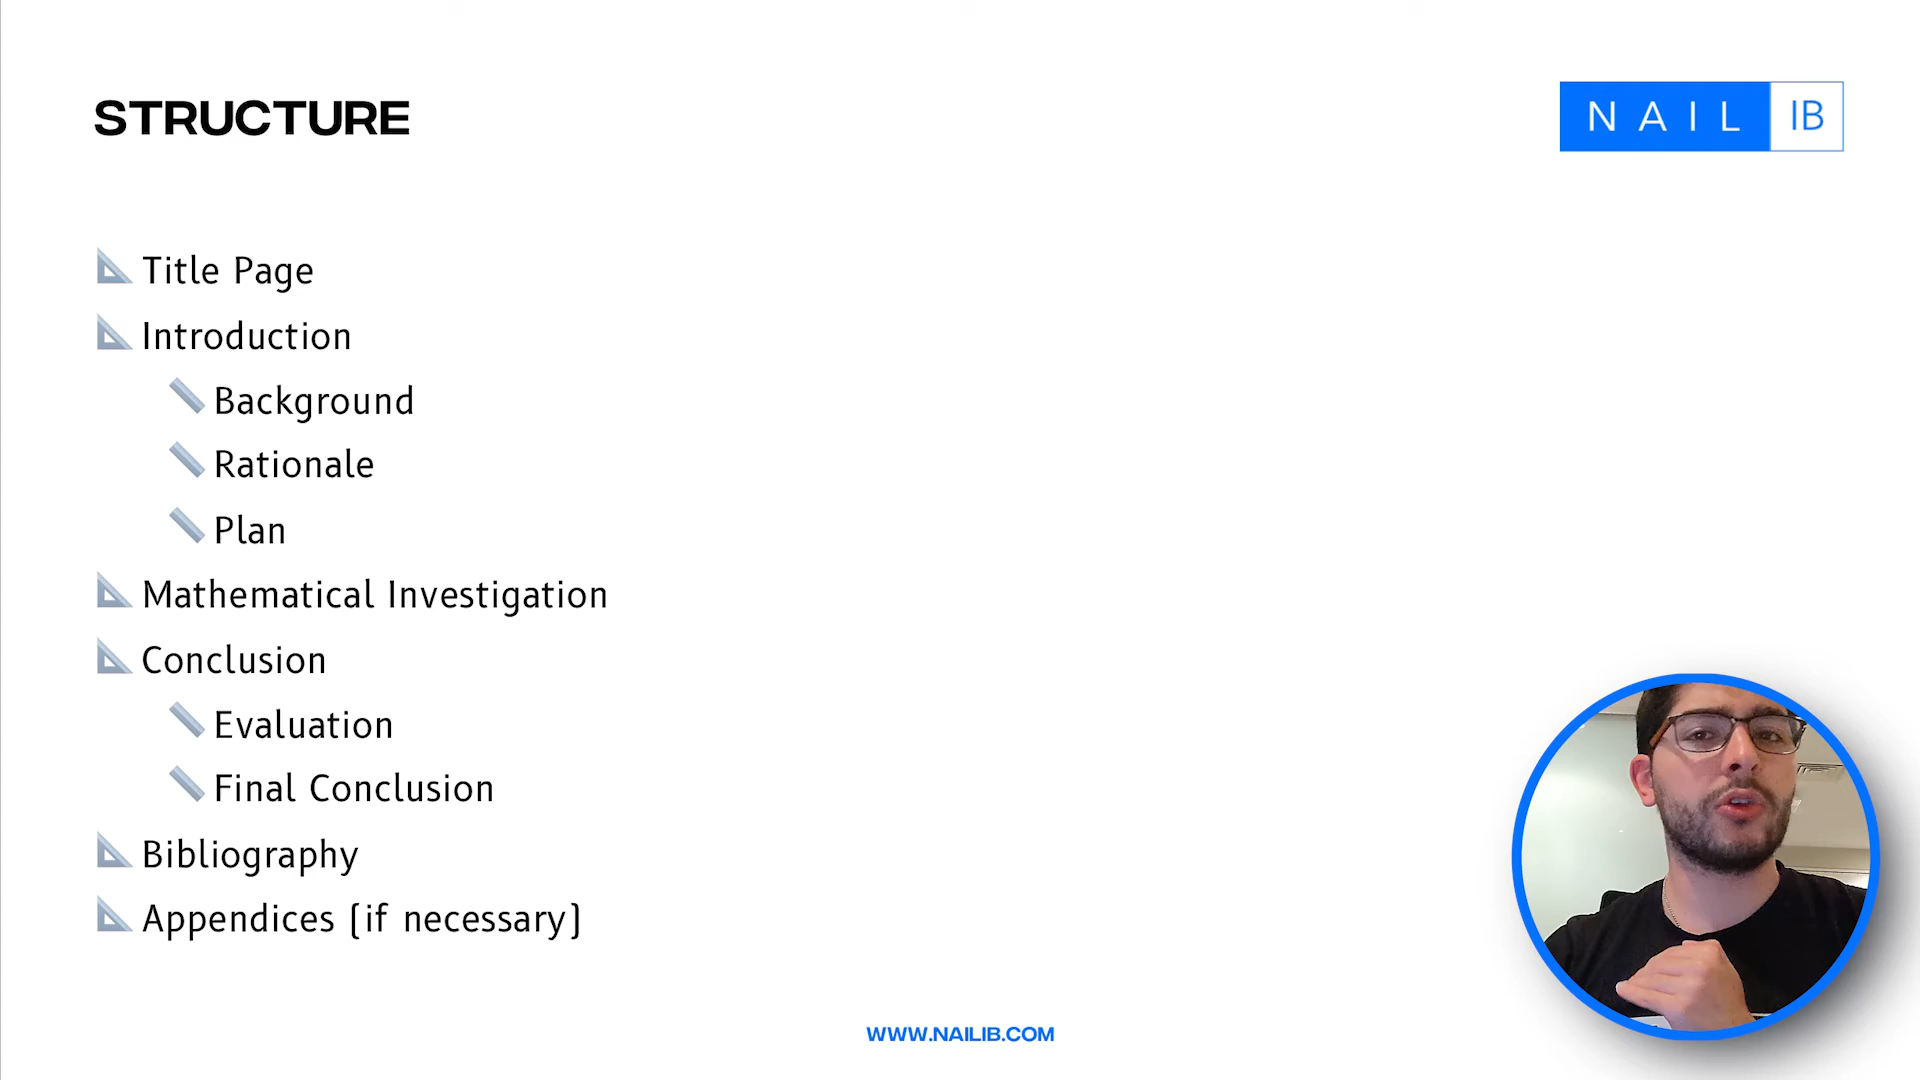 STRUCTURE
NAIL IB
Title Page
Introduction
Background
Rationale
Plan
Mathematical Investigation
Conclusion
Evaluation
Final Conclusion
Bibliography
Appendices (if necessary)
WWW.NAILIB.COM